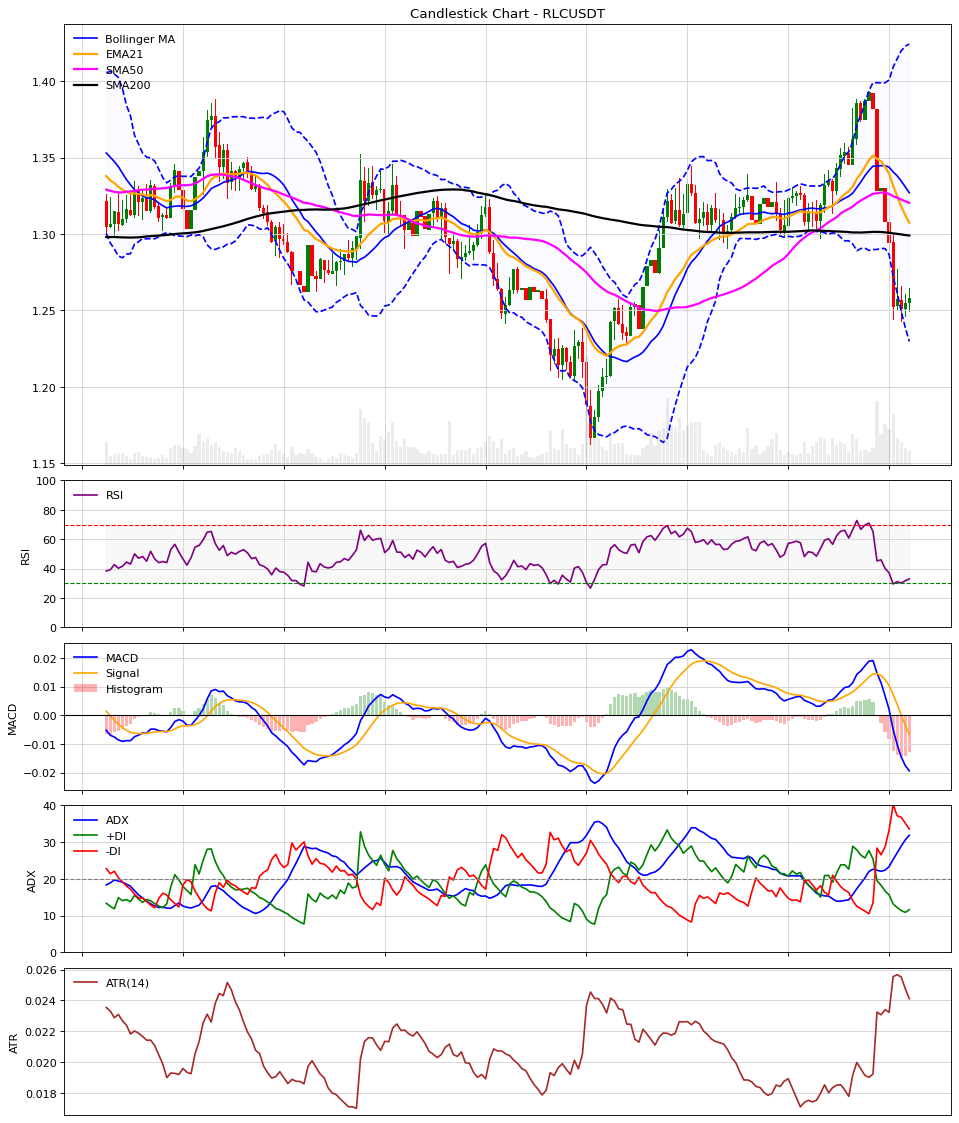 Candlestick Chart - RLCUSDT
Bollinger MA
EMA21
SMA50
SMA200
1.40
1.35
1.30
1.25
1.20
1.15
RSI
RSI
100
80
60
40
20
0
MACD
Signal
Histogram
MACD
0.02
0.01
0.00
−0.01
−0.02
ADX
+DI
-DI
ADX
40
30
20
10
0
ATR(14)
ATR
0.026
0.024
0.022
0.020
0.018